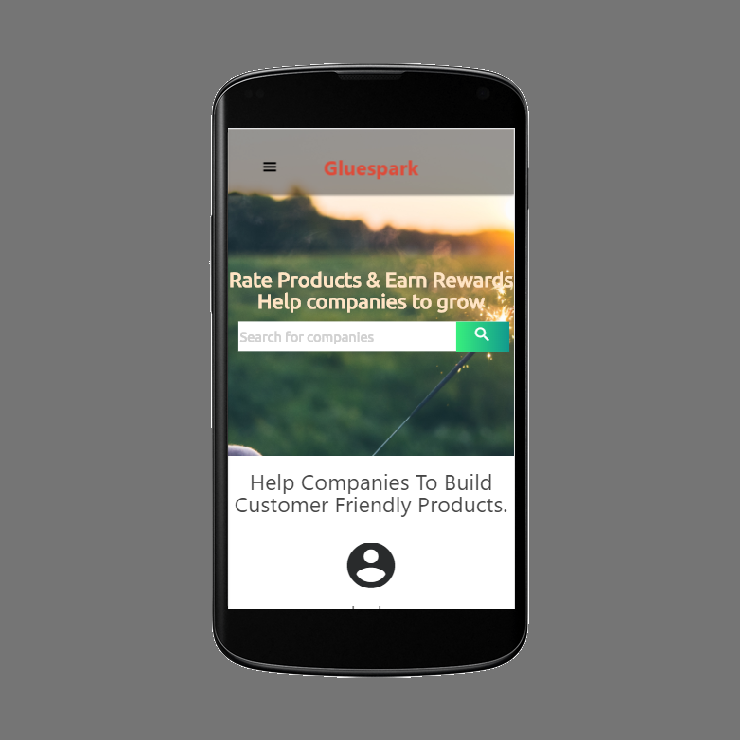 Gluespark
Rate Products & Earn Rewards
Help companies to grow
Search for companies
Help Companies To Build
Customer Friendly Products.